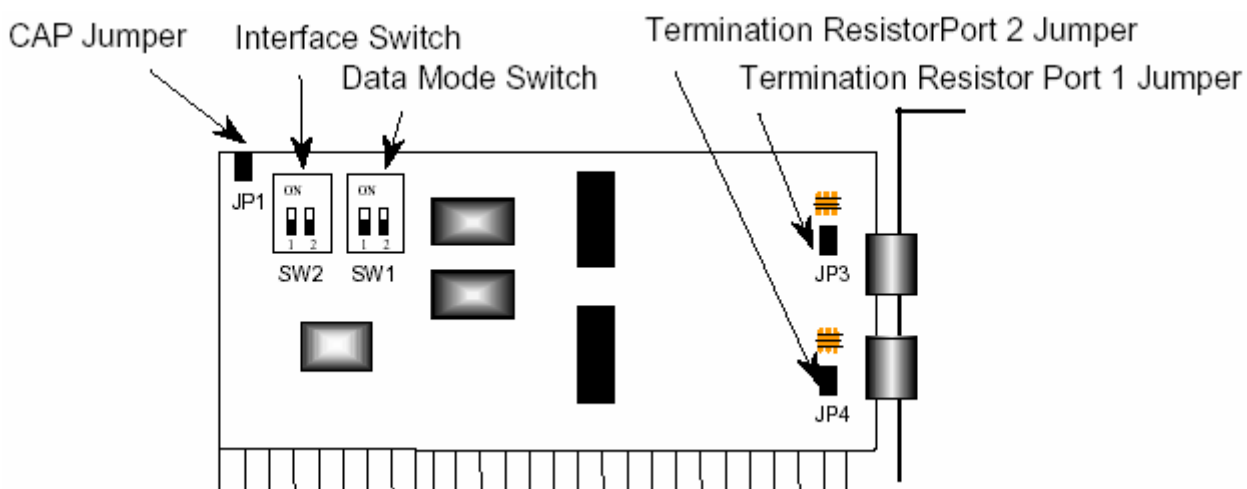 CAP Jumper
Interface Switch
Data Mode Switch
Termination ResistorPort 2 Jumper
Termination Resistor Port 1 Jumper
JP1
ON
1 2
SW2
ON
1 2
SW1
JP3
JP4